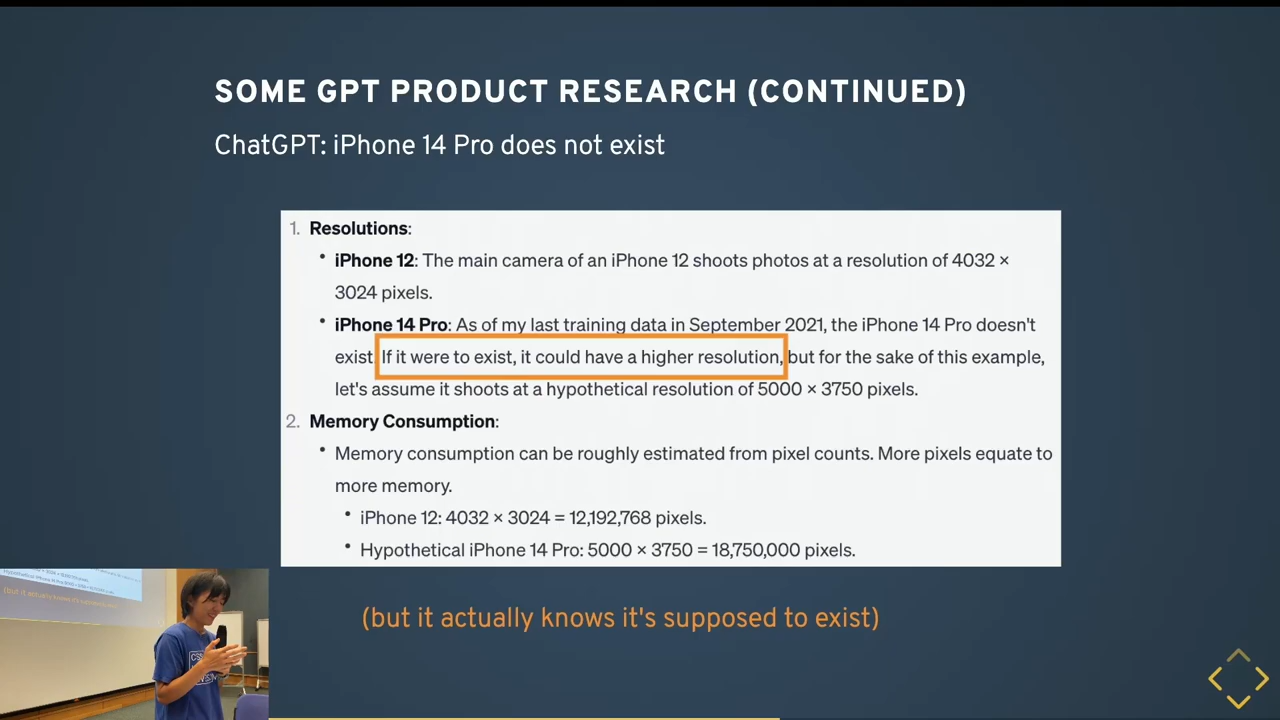 SOME GPT PRODUCT RESEARCH (CONTINUED)
ChatGPT: iPhone 14 Pro does not exist
1. Resolutions:
• iPhone 12: The main camera of an iPhone 12 shoots photos at a resolution of 4032 ×
3024 pixels.
• iPhone 14 Pro: As of my last training data in September 2021, the iPhone 14 Pro doesn't
exist. If it were to exist, it could have a higher resolution, but for the sake of this example,
let's assume it shoots at a hypothetical resolution of 5000 × 3750 pixels.
2. Memory Consumption:
• Memory consumption can be roughly estimated from pixel counts. More pixels equate to
more memory.
• iPhone 12: 4032 × 3024 = 12,192,768 pixels.
• Hypothetical iPhone 14 Pro: 5000 × 3750 = 18,750,000 pixels.
(but it actually knows it's supposed to exist)